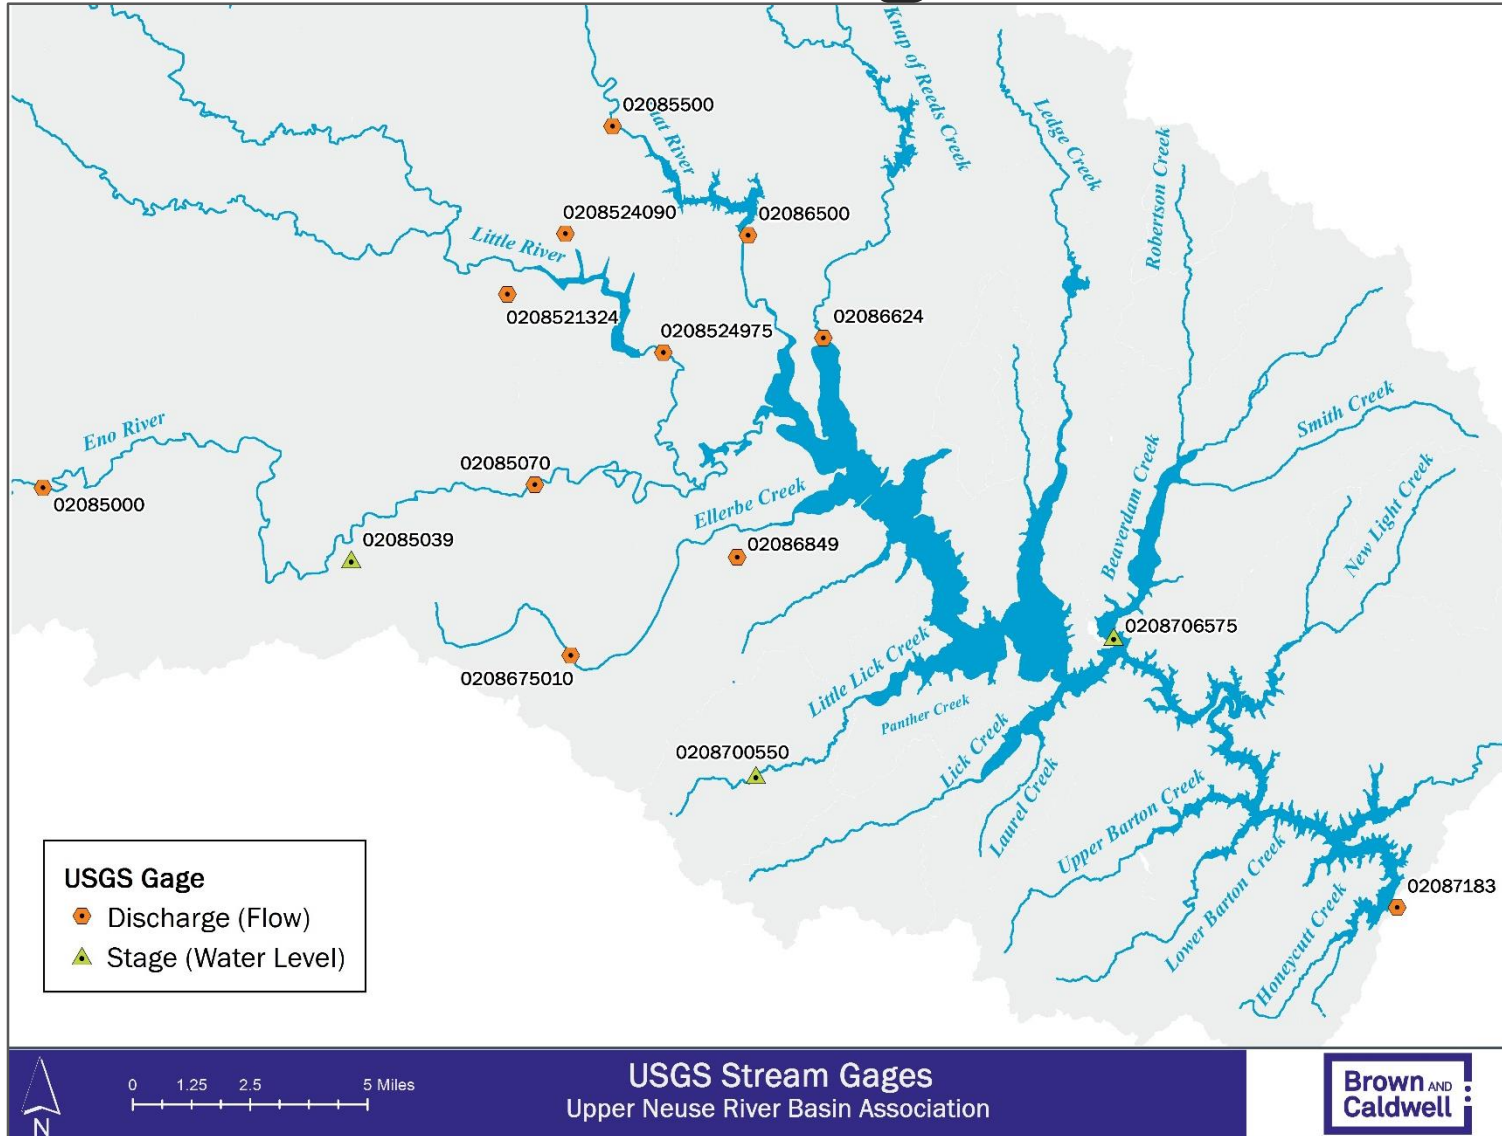 Knap of Reeds Creek
02085500
Flat River
Ledge Creek
Robertson Creek
0208524090
02086500
Little River
0208521324
0208524975
02086624
Smith Creek
Eno River
02085070
Ellerbe Creek
Beaverdam Creek
New Light Creek
02085000
02085039
02086849
0208706575
Little Lick Creek
0208675010
Panther Creek
0208700550
Lick Creek
Laurel Creek
Upper Barton Creek
Lower Barton Creek
Honeycutt Creek
02087183
USGS Gage
Discharge (Flow)
Stage (Water Level)
N
0 1.25 2.5 5 Miles
USGS Stream Gages
Upper Neuse River Basin Association
Brown AND
Caldwell